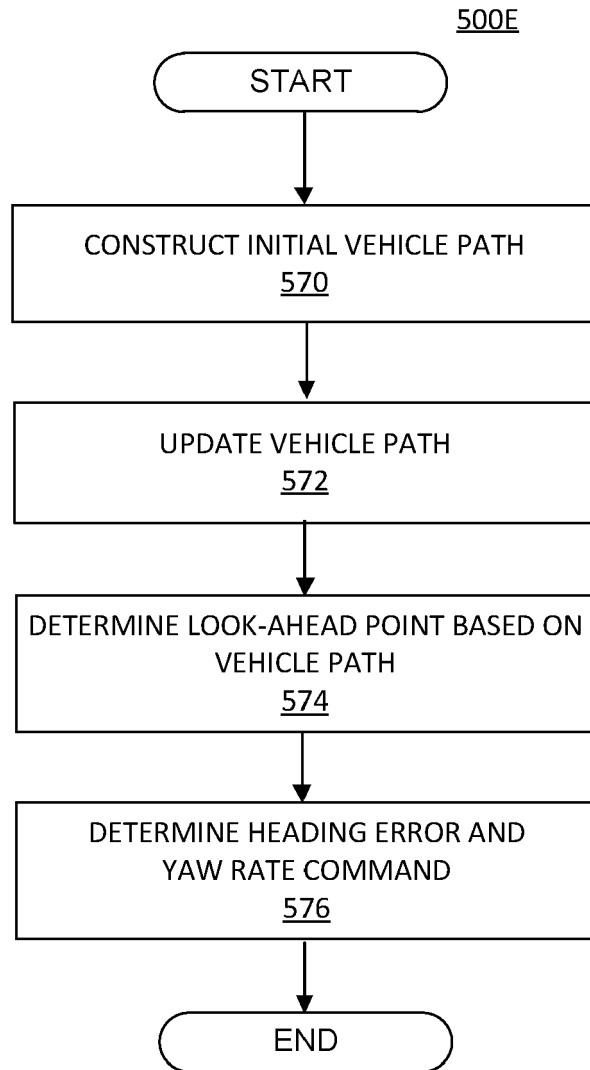 500E
START
CONSTRUCT INITIAL VEHICLE PATH
570
UPDATE VEHICLE PATH
572
DETERMINE LOOK-AHEAD POINT BASED ON
VEHICLE PATH
574
DETERMINE HEADING ERROR AND
YAW RATE COMMAND
576
END